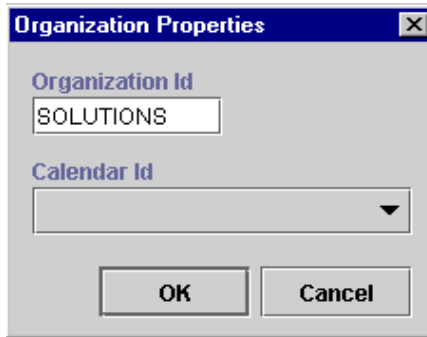 Organization Properties
Organization Id
SOLUTIONS
Calendar Id
OK Cancel